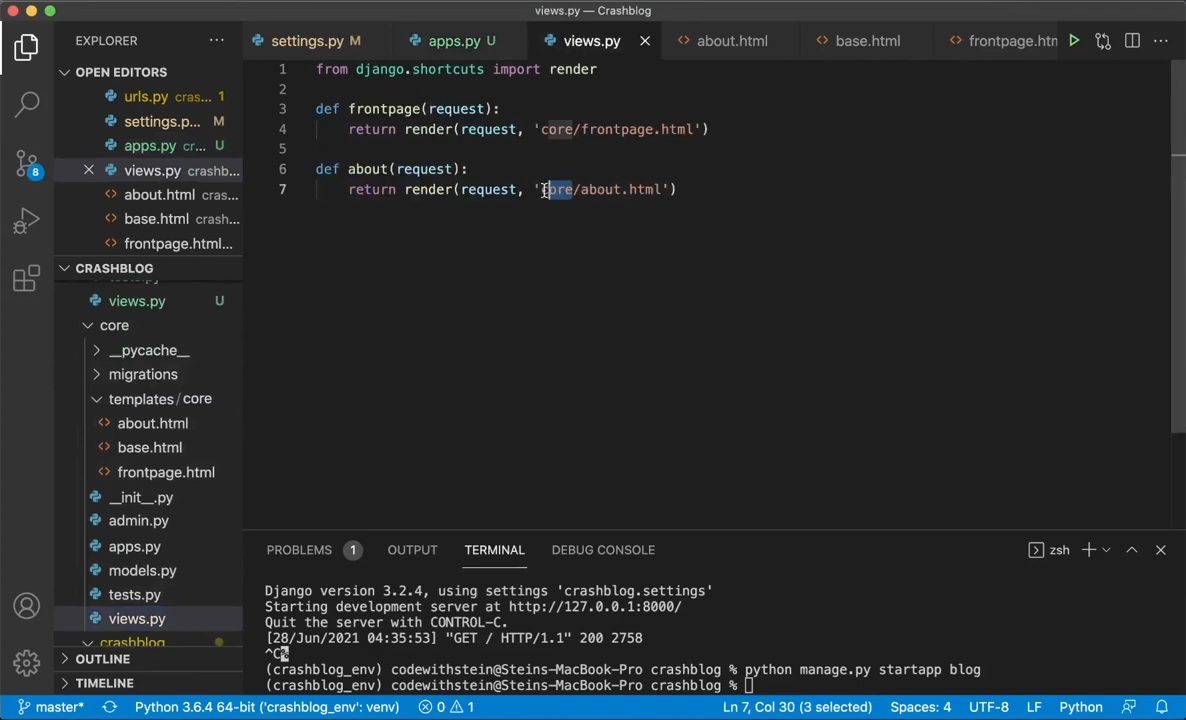 views.py — Crashblog
EXPLORER
settings.py M
apps.py U
views.py
about.html
base.html
frontpage.htm
OPEN EDITORS
urls.py cras... 1
settings.p... M
apps.py cr... U
views.py crashb...
about.html cras...
base.html crash...
frontpage.html...
CRASHBLOG
views.py U
core
__pycache__
migrations
templates/core
about.html
base.html
frontpage.html
__init__.py
admin.py
apps.py
models.py
tests.py
views.py
crashblog
OUTLINE
TIMELINE
8
1 from django.shortcuts import render
2
3 def frontpage(request):
4 return render(request, 'core/frontpage.html')
5
6 def about(request):
7 return render(request, 'core/about.html')
PROBLEMS 1 OUTPUT TERMINAL DEBUG CONSOLE
zsh
Django version 3.2.4, using settings 'crashblog.settings'
Starting development server at http://127.0.0.1:8000/
Quit the server with CONTROL-C.
[28/Jun/2021 04:35:53] "GET / HTTP/1.1" 200 2758
^C%
(crashblog_env) codewithstein@Steins-MacBook-Pro crashblog % python manage.py startapp blog
(crashblog_env) codewithstein@Steins-MacBook-Pro crashblog %
master* Python 3.6.4 64-bit ('crashblog_env': venv) 0 1 Ln 7, Col 30 (3 selected) Spaces: 4 UTF-8 LF Python